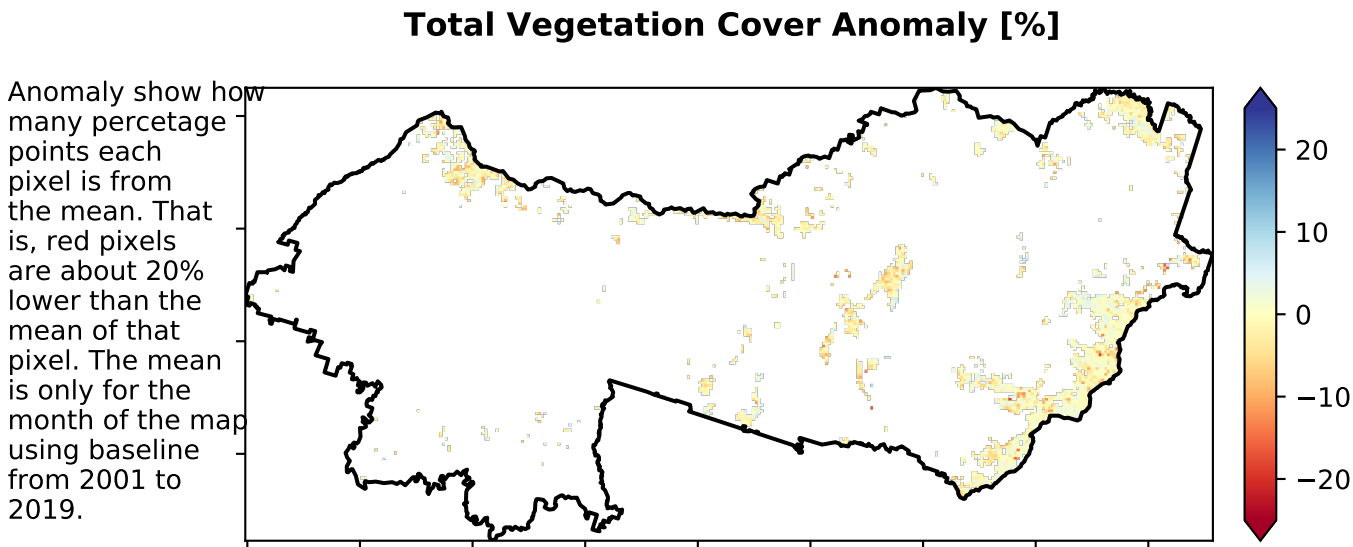 Total Vegetation Cover Anomaly [%]
Anomaly show how
many percetage
points each
pixel is from
the mean. That
is, red pixels
are about 20%
lower than the
mean of that
pixel. The mean
is only for the
month of the map
using baseline
from 2001 to
2019.
20
10
0
−10
−20